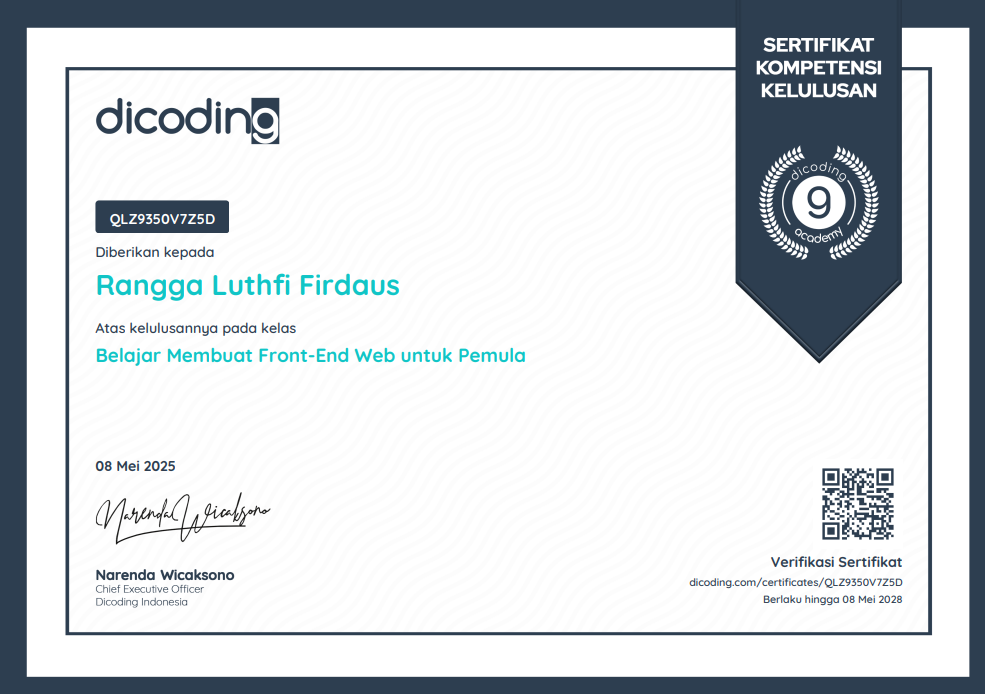 SERTIFIKAT
KOMPETENSI
KELULUSAN
dicoding
dicoding
g
academy
QLZ9350V7Z5D
Diberikan kepada
Rangga Luthfi Firdaus
Atas kelulusannya pada kelas
Belajar Membuat Front-End Web untuk Pemula
08 Mei 2025
Narenda Wicaksono
Narenda Wicaksono
Chief Executive Officer
Dicoding Indonesia
Verifikasi Sertifikat
dicoding.com/certificates/QLZ9350V7Z5D
Berlaku hingga 08 Mei 2028